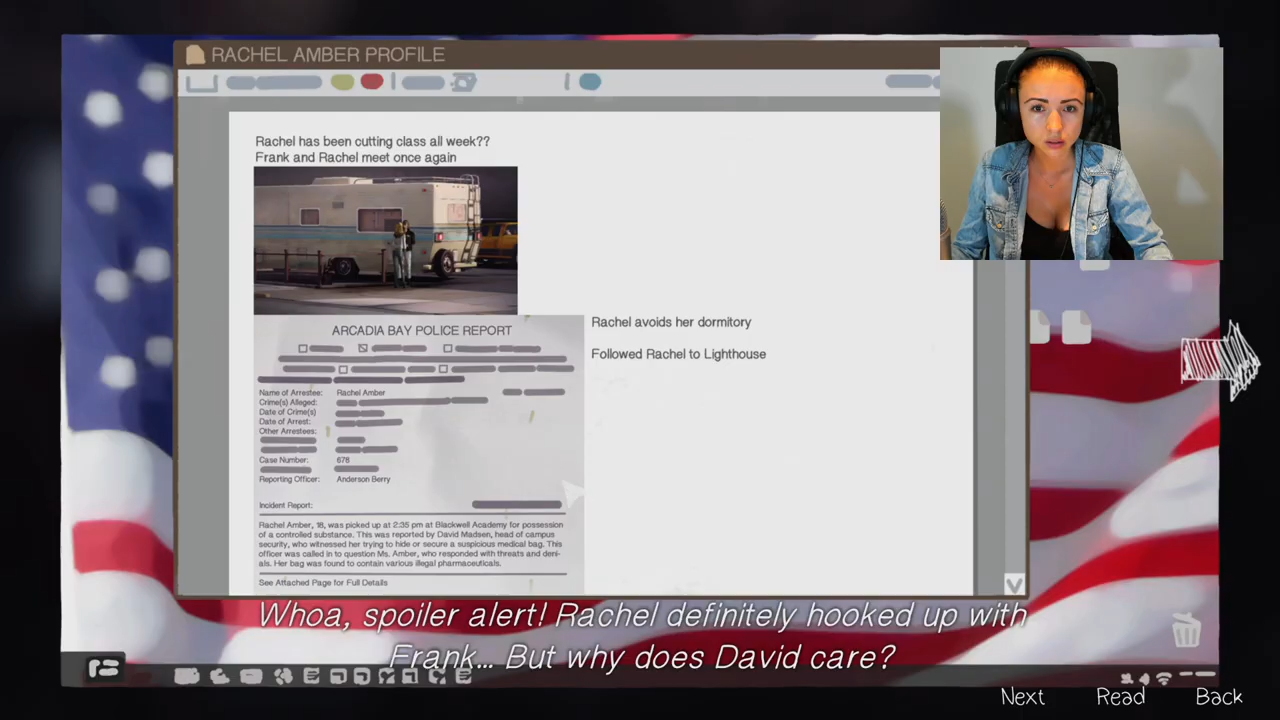 RACHEL AMBER PROFILE
Rachel has been cutting class all week??
Frank and Rachel meet once again
ARCADIA BAY POLICE REPORT
Name of Arrestee: Rachel Amber
Crime(s) Alleged:
Date of Crime(s)
Date of Arrest:
Other Arrestees:
Case Number: 678
Reporting Officer: Anderson Berry
Incident Report:
Rachel Amber, 18, was picked up at 2:35 pm at Blackwell Academy for possession
of a controlled substance. This was reported by David Madsen, head of campus
security, who witnessed her trying to hide or secure a suspicious medical bag. This
officer was called in to question Ms. Amber, who responded with threats and deni-
als. Her bag was found to contain various illegal pharmaceuticals.
See Attached Page for Full Details
Rachel avoids her dormitory
Followed Rachel to Lighthouse
Whoa, spoiler alert! Rachel definitely hooked up with
Frank... But why does David care?
Next Read Back